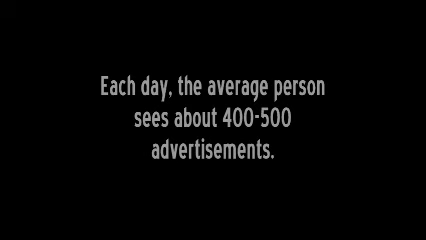 Each day, the average person
sees about 400-500
advertisements.